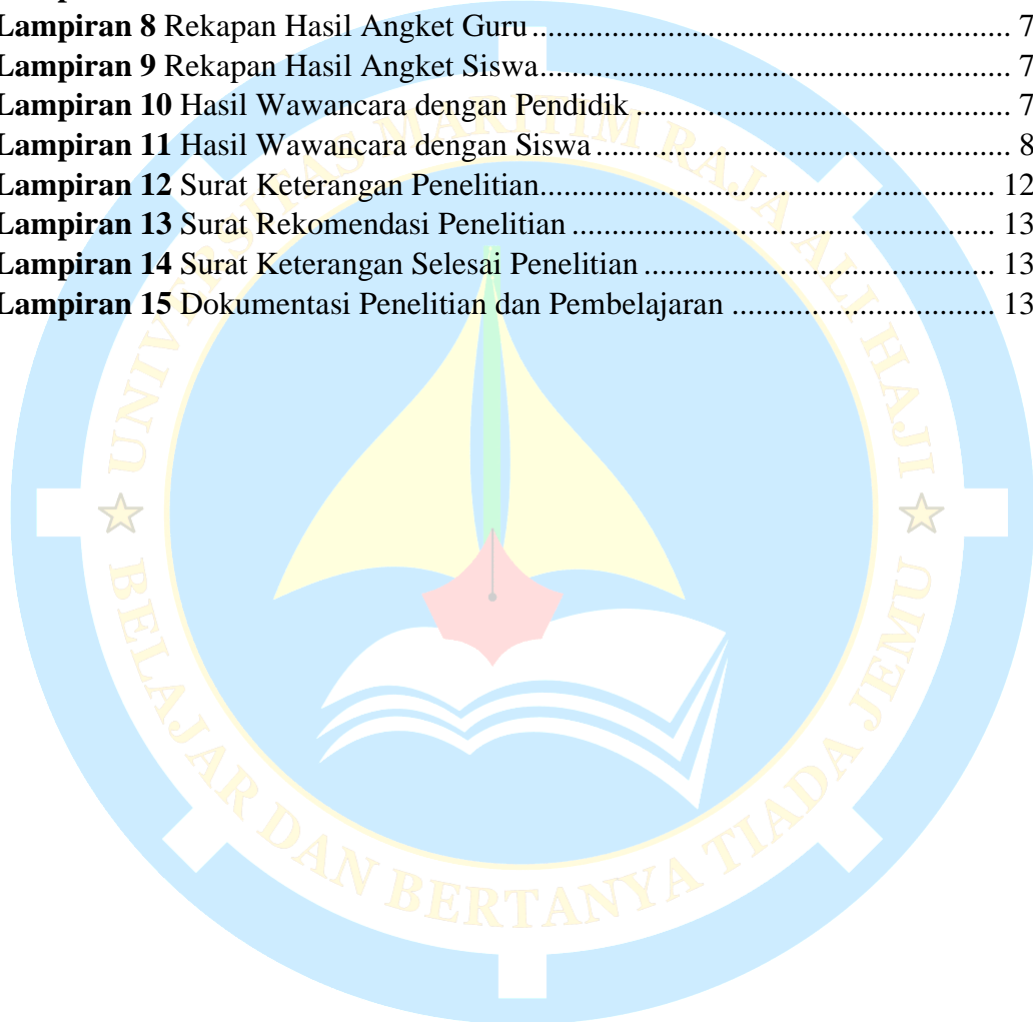 Lampiran 8 Rekapan Hasil Angket Guru ........................................................... 7
Lampiran 9 Rekapan Hasil Angket Siswa.......................................................... 7
Lampiran 10 Hasil Wawancara dengan Pendidik .............................................. 7
Lampiran 11 Hasil Wawancara dengan Siswa ................................................... 8
Lampiran 12 Surat Keterangan Penelitian........................................................ 12
Lampiran 13 Surat Rekomendasi Penelitian .................................................... 13
Lampiran 14 Surat Keterangan Selesai Penelitian ........................................... 13
Lampiran 15 Dokumentasi Penelitian dan Pembelajaran ................................ 13
UNIVERSITAS MARITIM RAJA ALI HAJI
BELAJAR DAN BERTANYA TIADA JEMU